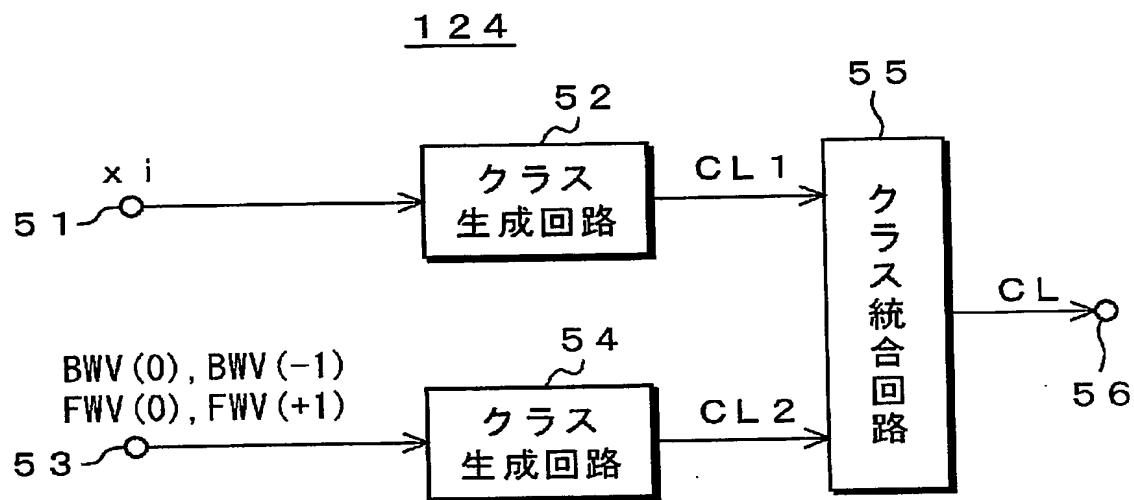 １２４
５５
５２
クラス
生成回路
ＣＬ１
ｘｉ
５１
クラス統合回路
ＣＬ
５６
５４
BWV(0), BWV(-1)
FWV(0), FWV(+1)
クラス
生成回路
ＣＬ２
５３